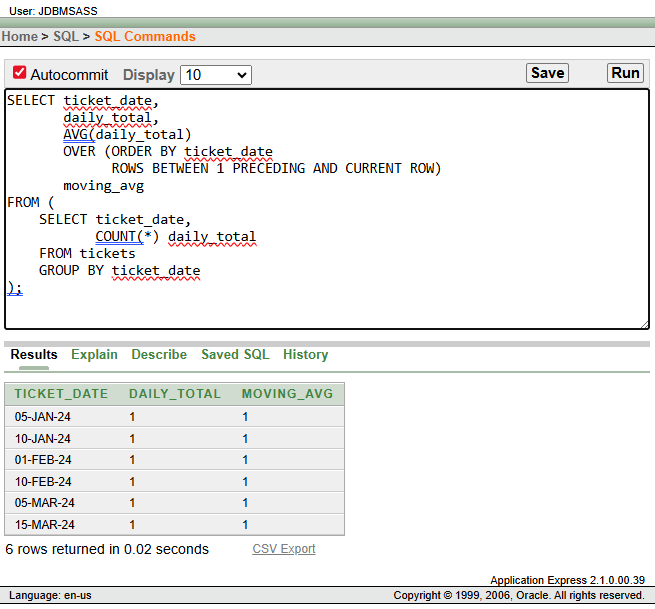 User: JDBMSASS
Home > SQL > SQL Commands
Autocommit Display 10 Save Run
SELECT ticket_date,
daily_total,
AVG(daily_total)
OVER (ORDER BY ticket_date
ROWS BETWEEN 1 PRECEDING AND CURRENT ROW)
moving_avg
FROM (
SELECT ticket_date,
COUNT(*) daily_total
FROM tickets
GROUP BY ticket_date
);
Results Explain Describe Saved SQL History
TICKET_DATE DAILY_TOTAL MOVING_AVG
05-JAN-24 1 1
10-JAN-24 1 1
01-FEB-24 1 1
10-FEB-24 1 1
05-MAR-24 1 1
15-MAR-24 1 1
6 rows returned in 0.02 seconds CSV Export
Application Express 2.1.0.00.39
Language: en-us Copyright © 1999, 2006, Oracle. All rights reserved.